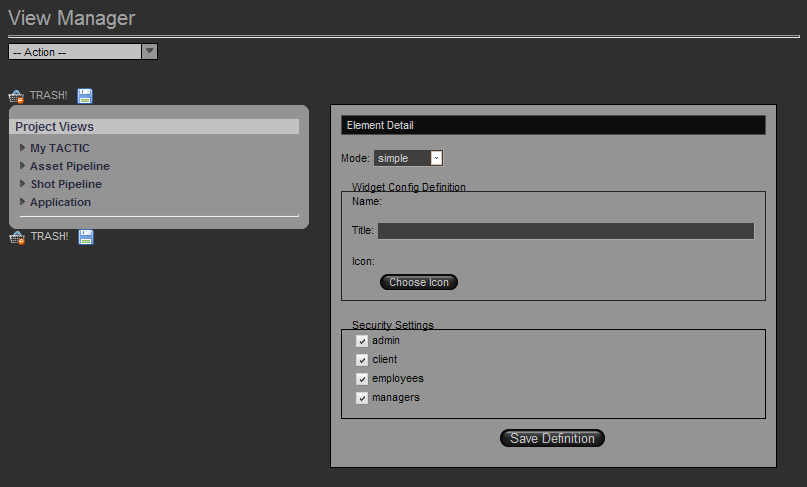 View Manager
-- Action --
TRASH!
Project Views
My TACTIC
Asset Pipeline
Shot Pipeline
Application
TRASH!
Element Detail
Mode: simple
Widget Config Definition
Name:
Title:
Icon:
Choose Icon
Security Settings
admin
client
employees
managers
Save Definition